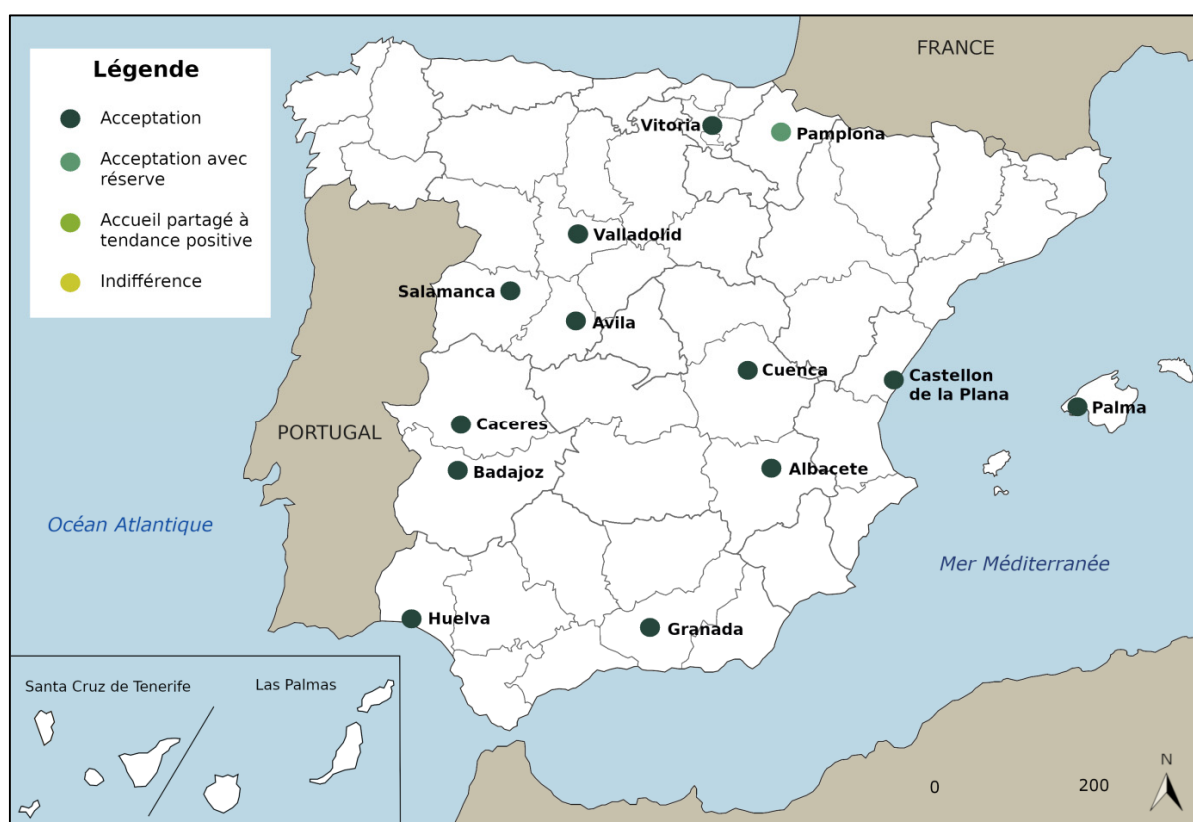 Légende
Acceptation
Acceptation avec
réserve
Accueil partagé à
tendance positive
Indifférence
FRANCE
Vitoria
Pamplona
Valladolid
Salamanca
Avila
Cuenca
Castellon
de la Plana
Palma
Caceres
PORTUGAL
Badajoz
Albacete
Océan Atlantique
Mer Méditerranée
Huelva
Granada
Santa Cruz de Tenerife
Las Palmas
N
0
200